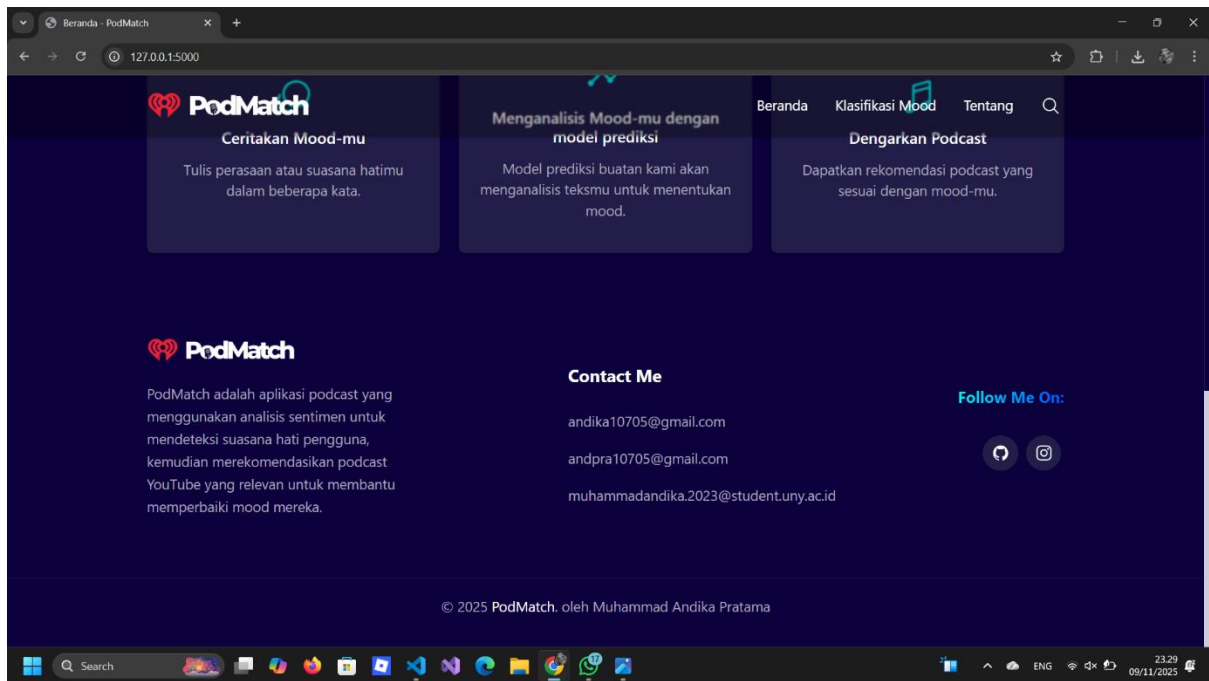 Beranda - PodMatch
127.0.0.1:5000
PodMatch
Beranda Klasifikasi Mood Tentang
Ceritakan Mood-mu
Tulis perasaan atau suasana hatimu
dalam beberapa kata.
Menganalisis Mood-mu dengan
model prediksi
Model prediksi buatan kami akan
menganalisis teksmu untuk menentukan
mood.
Dengarkan Podcast
Dapatkan rekomendasi podcast yang
sesuai dengan mood-mu.
PodMatch
PodMatch adalah aplikasi podcast yang
menggunakan analisis sentimen untuk
mendeteksi suasana hati pengguna,
kemudian merekomendasikan podcast
YouTube yang relevan untuk membantu
memperbaiki mood mereka.
Contact Me
andika10705@gmail.com
andpra10705@gmail.com
muhammadandika.2023@student.uny.ac.id
Follow Me On:
© 2025 PodMatch. oleh Muhammad Andika Pratama
Search
17
ENG
23.29
09/11/2025